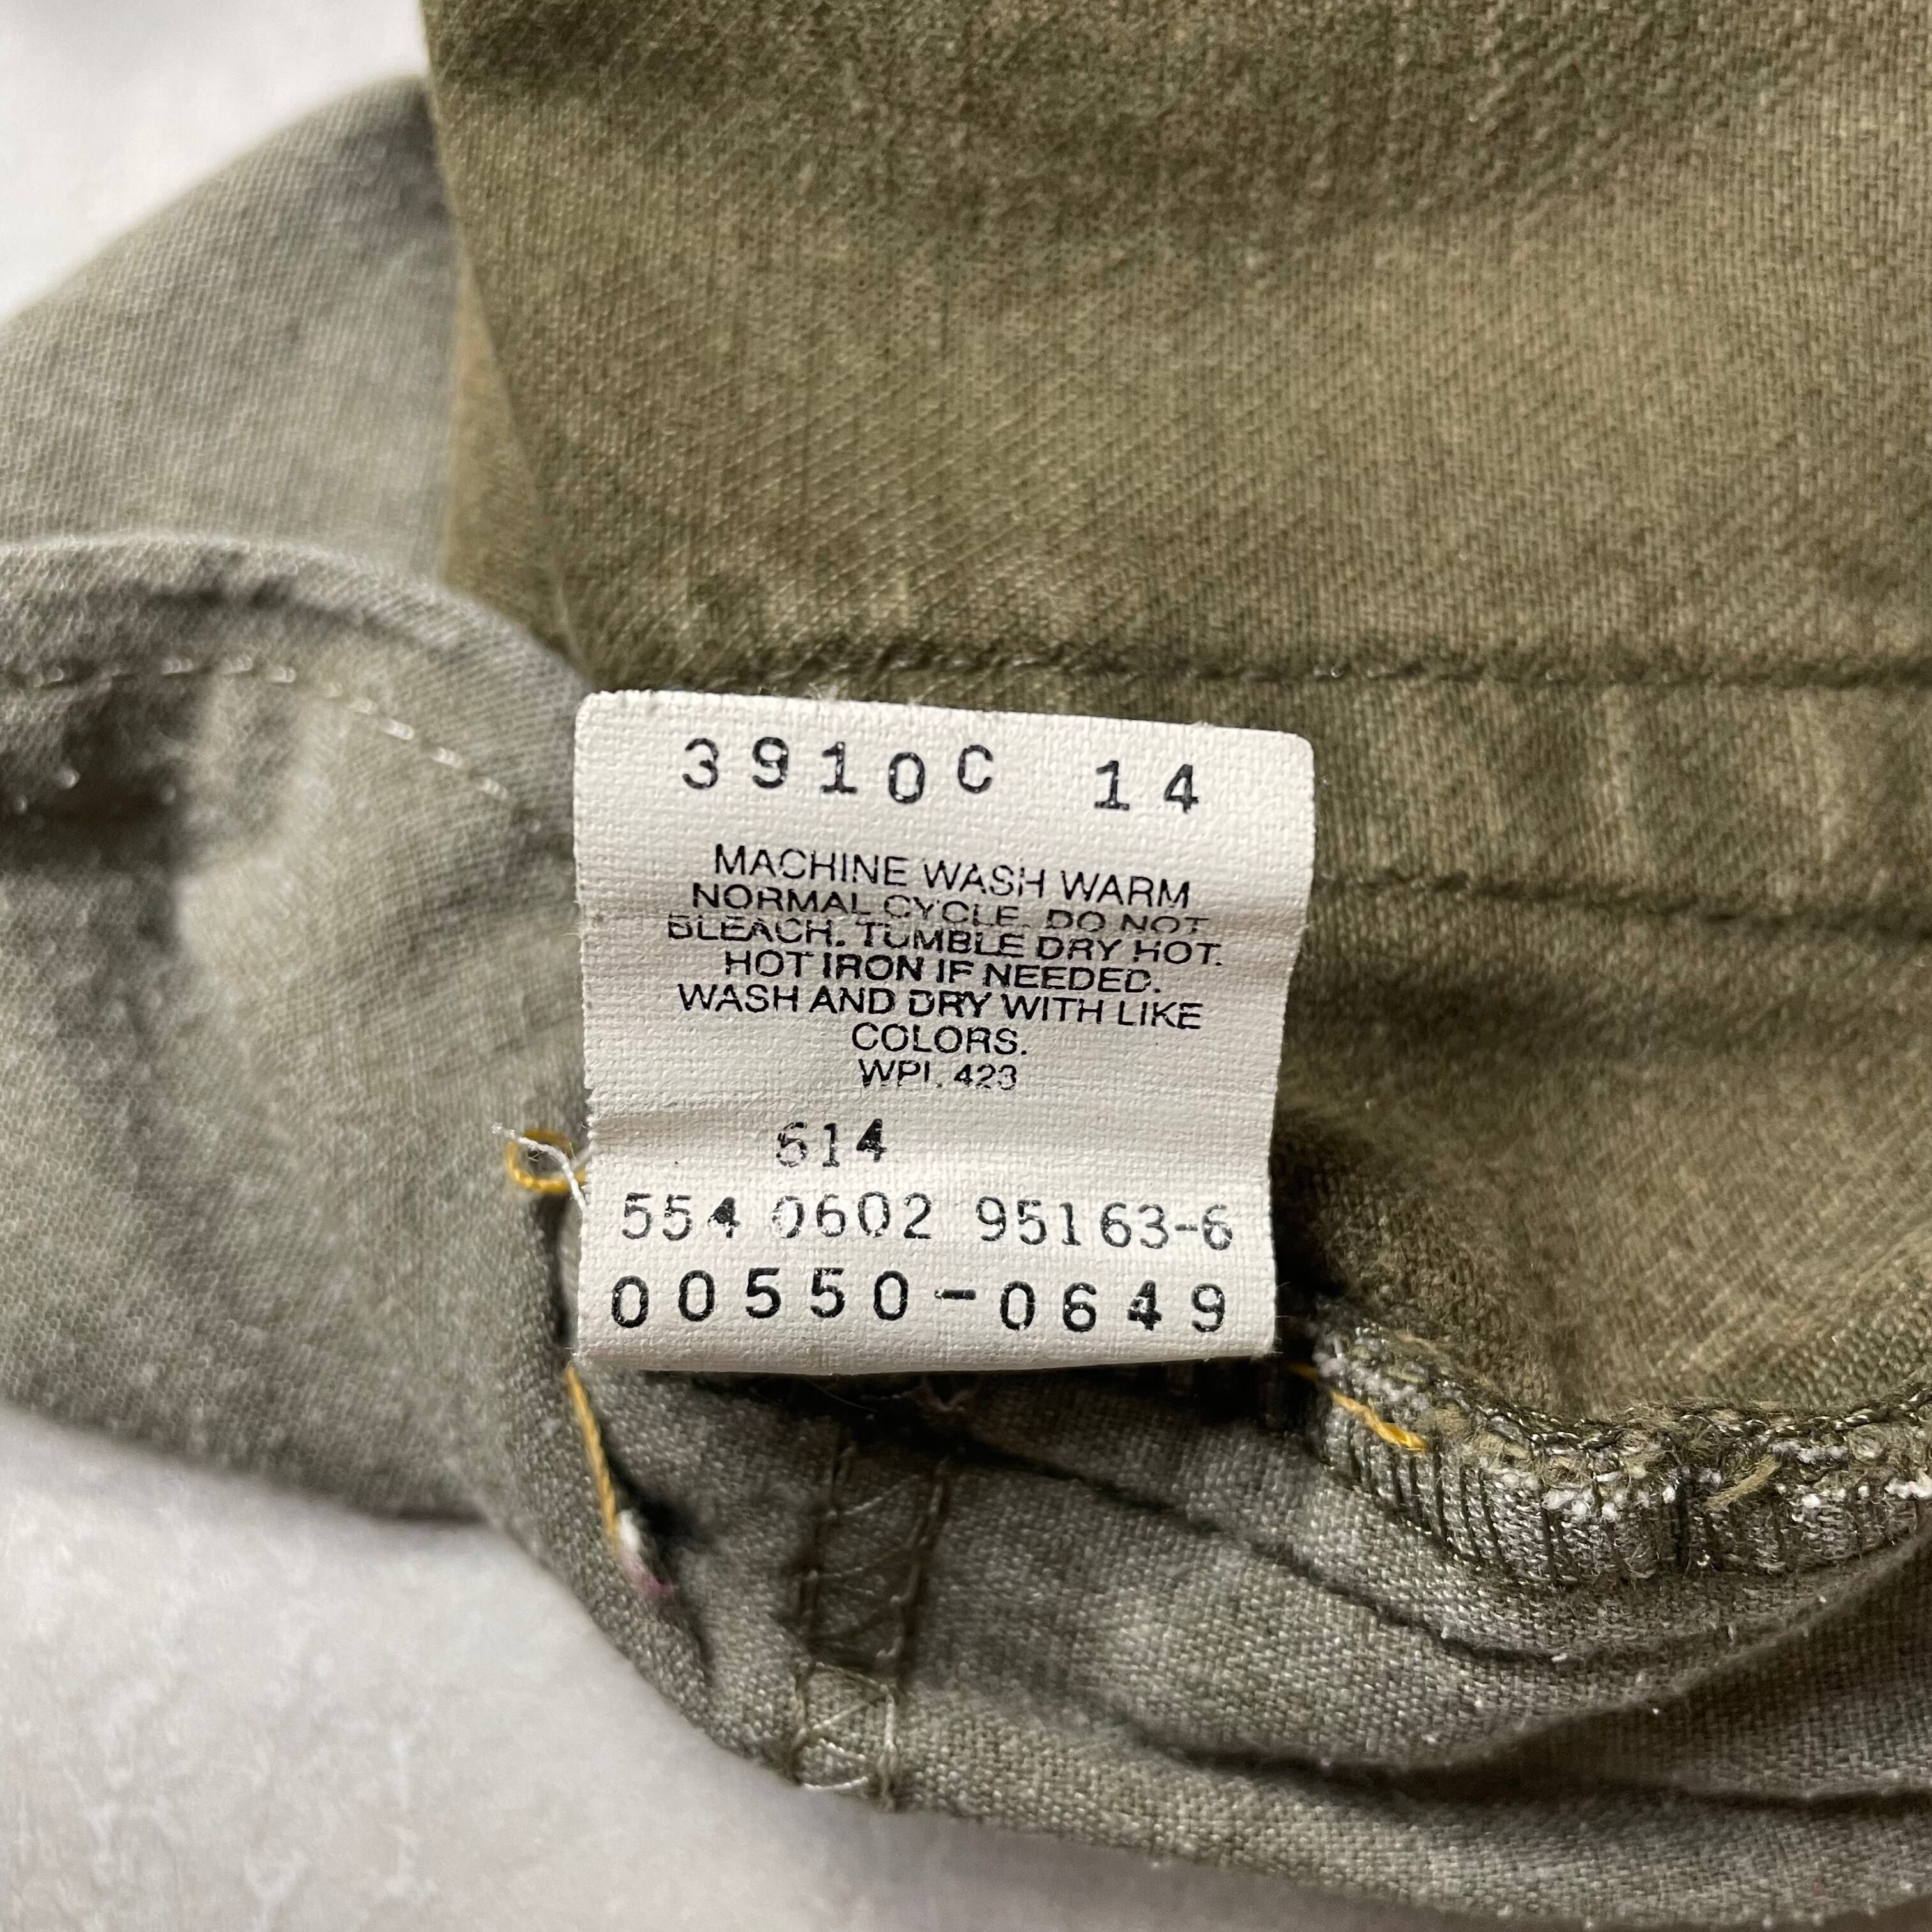 3910C 14
MACHINE WASH WARM
NORMAL CYCLE. DO NOT
BLEACH. TUMBLE DRY HOT.
HOT IRON IF NEEDED.
WASH AND DRY WITH LIKE
COLORS.
WPL 423
614
554 0602 95163-6
00550-0649